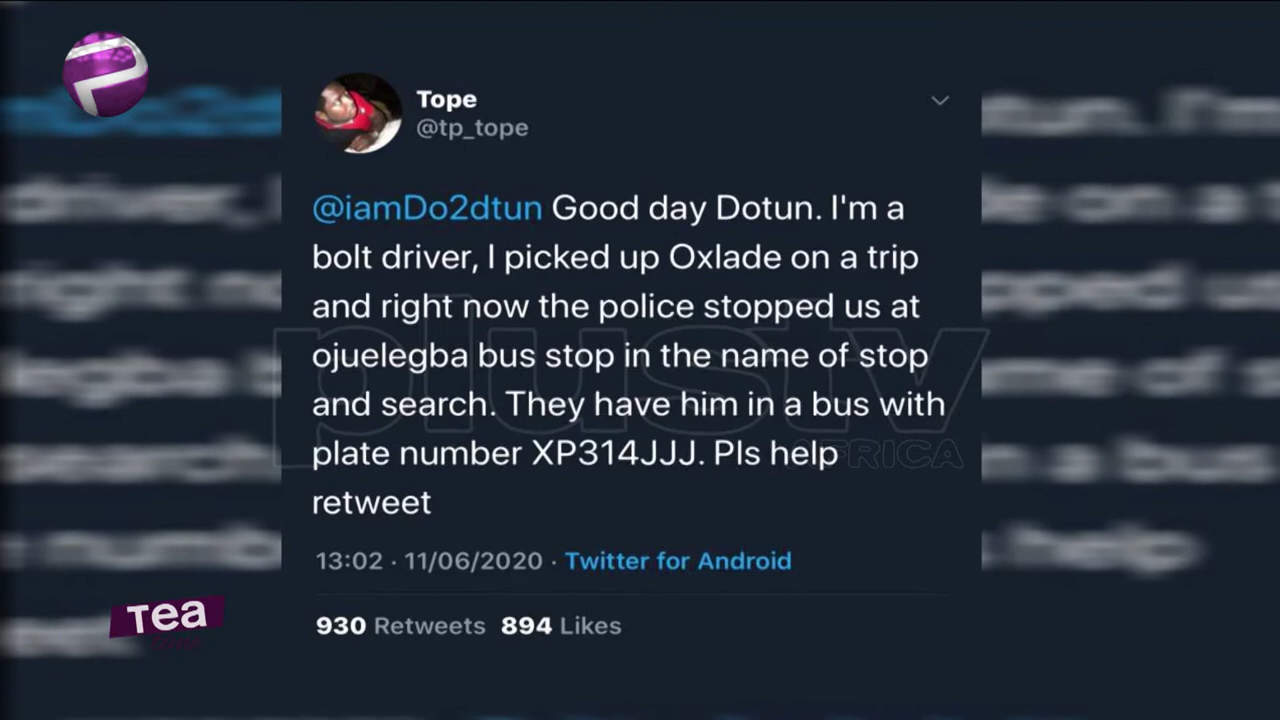 Tope
@tp_tope
@iamDo2dtun Good day Dotun. I'm a
bolt driver, I picked up Oxlade on a trip
and right now the police stopped us at
ojuelegba bus stop in the name of stop
and search. They have him in a bus with
plate number XP314JJJ. Pls help
retweet
13:02 · 11/06/2020 · Twitter for Android
930 Retweets 894 Likes
plustv
AFRICA
Tea